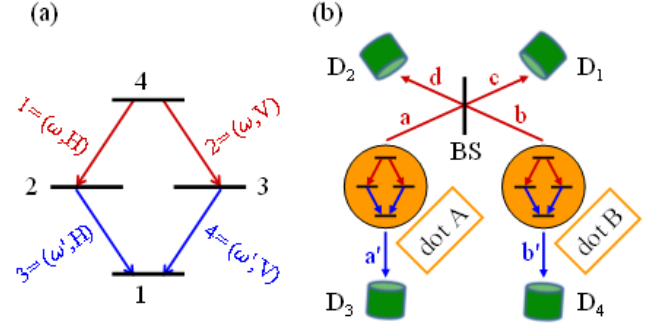 (a)
4
1=(ω,H)
2=(ω,V)
2
3
3=(ω',H)
4=(ω',V)
1
(b)
D2
D1
d
c
a
b
BS
dot A
dot B
a'
b'
D3
D4